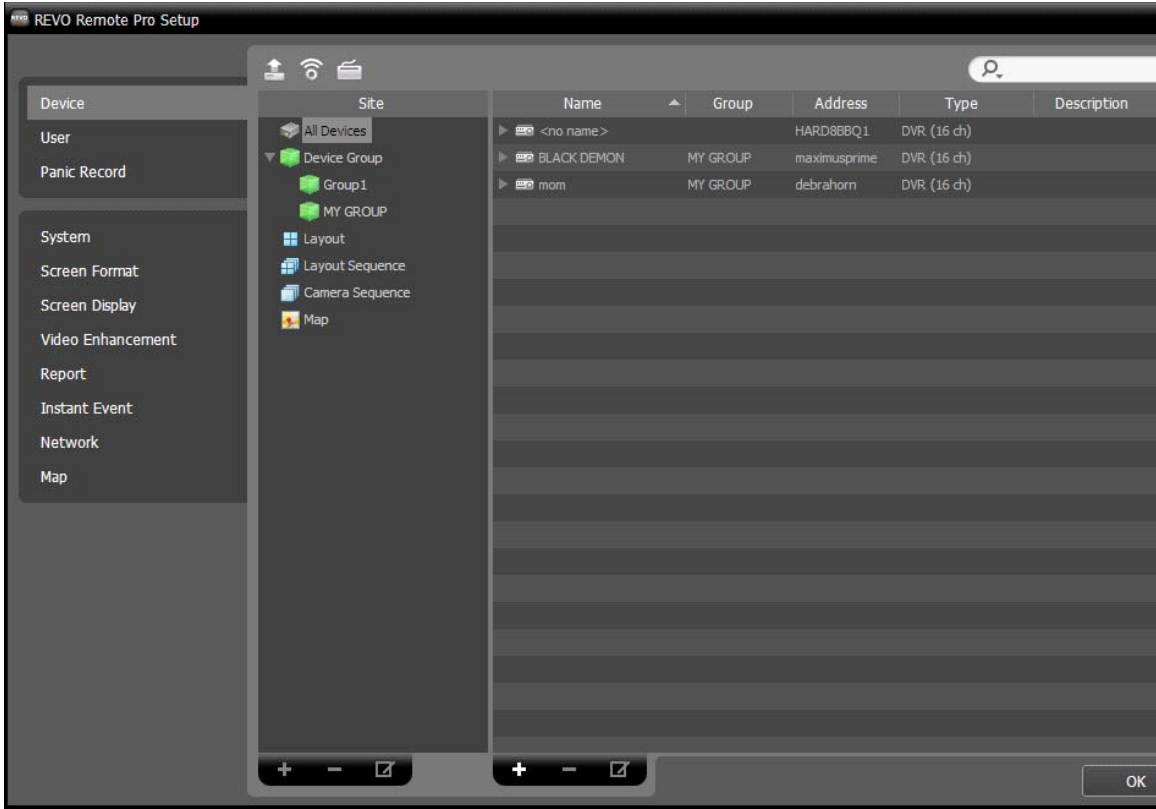 REVO REVO Remote Pro Setup
Device
User
Panic Record
System
Screen Format
Screen Display
Video Enhancement
Report
Instant Event
Network
Map
Site
All Devices
Device Group
Group1
MY GROUP
Layout
Layout Sequence
Camera Sequence
Map
Name Group Address Type Description
<no name> HARD8BBQ1 DVR (16 ch)
BLACK DEMON MY GROUP maximusprime DVR (16 ch)
mom MY GROUP debrahorn DVR (16 ch)
OK